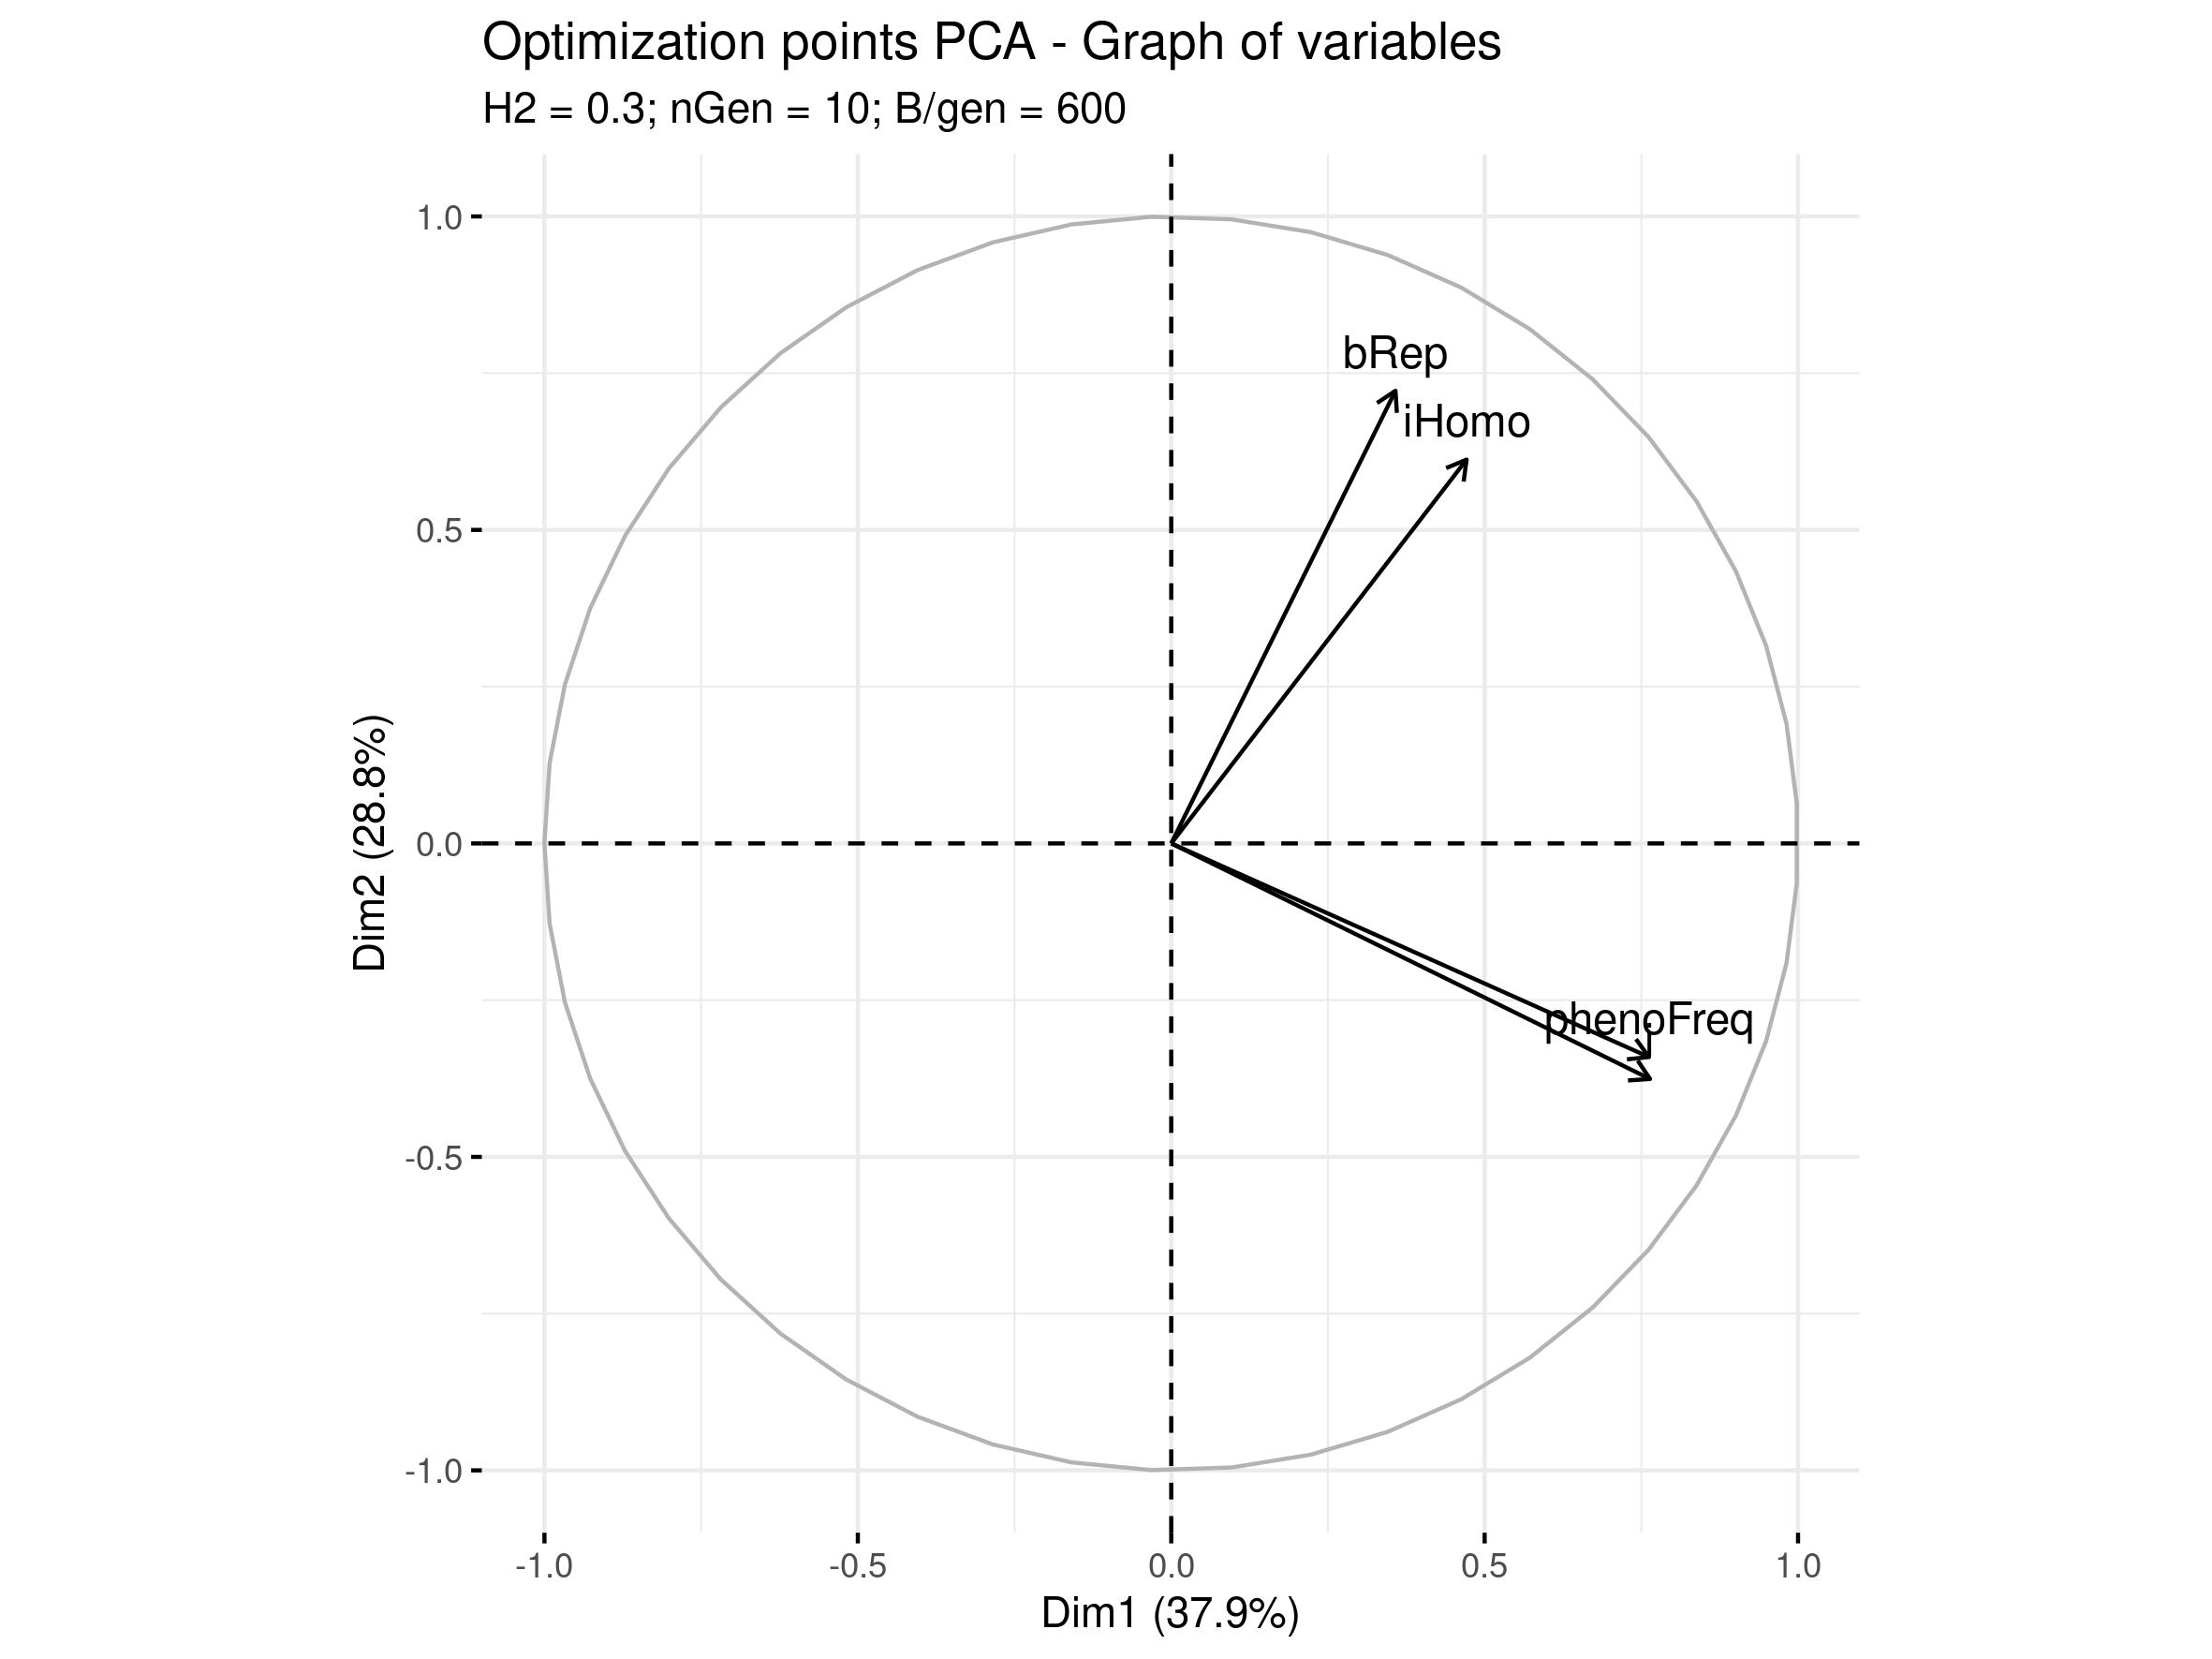 Optimization points PCA - Graph of variables
H2 = 0.3; nGen = 10; B/gen = 600
1.0
0.5
0.0
-0.5
-1.0
Dim2 (28.8%)
bRep
iHomo
phenoFreq
-1.0
-0.5
0.0
0.5
1.0
Dim1 (37.9%)